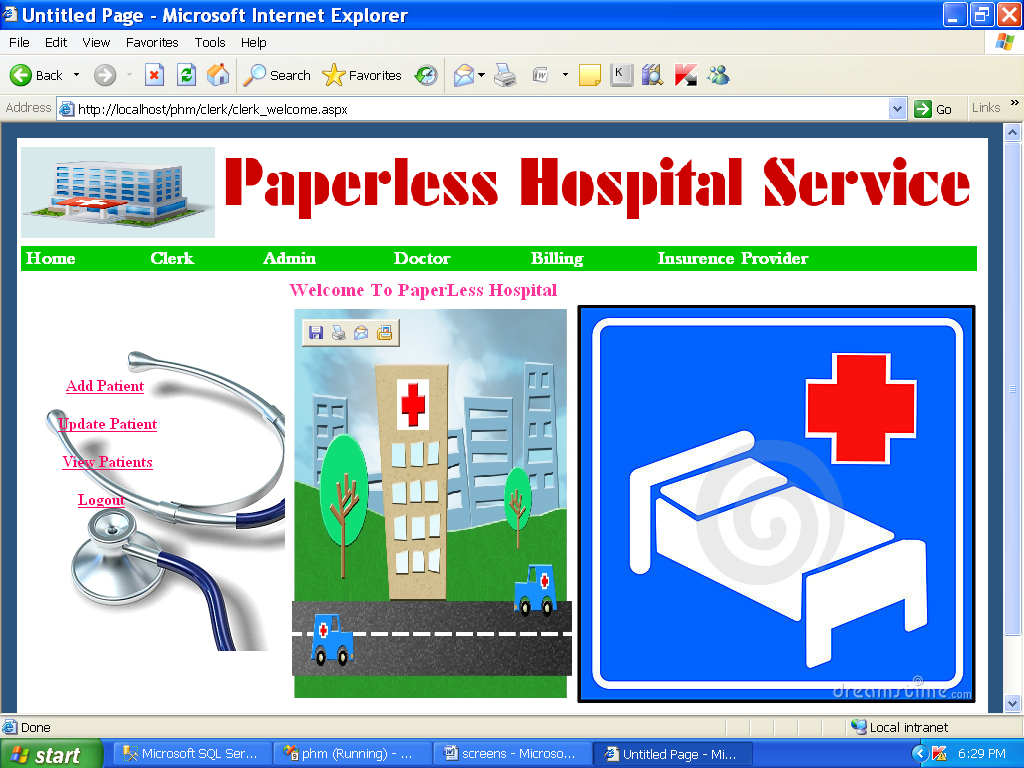 Untitled Page - Microsoft Internet Explorer
File Edit View Favorites Tools Help
Back Search Favorites
Address http://localhost/phm/clerk/clerk_welcome.aspx Go Links »
Paperless Hospital Service
Home Clerk Admin Doctor Billing Insurence Provider
Welcome To PaperLess Hospital
Add Patient
Update Patient
View Patients
Logout
dreamstime.com
Done Local intranet
start Microsoft SQL Ser... phm (Running) - ... screens - Microso... Untitled Page - Mi... 6:29 PM